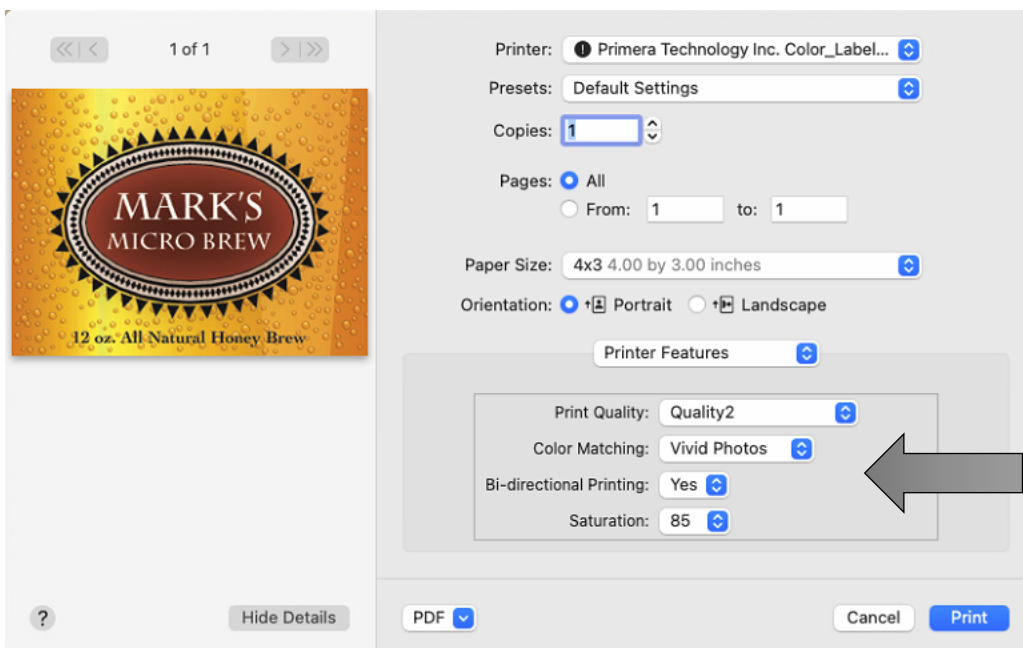 1 of 1
MARK'S
MICRO BREW
12 oz. All Natural Honey Brew
Printer: Primera Technology Inc. Color_Label...
Presets: Default Settings
Copies: 1
Pages: All
From: 1 to: 1
Paper Size: 4x3 4.00 by 3.00 inches
Orientation: Portrait Landscape
Printer Features
Print Quality: Quality2
Color Matching: Vivid Photos
Bi-directional Printing: Yes
Saturation: 85
? Hide Details PDF Cancel Print